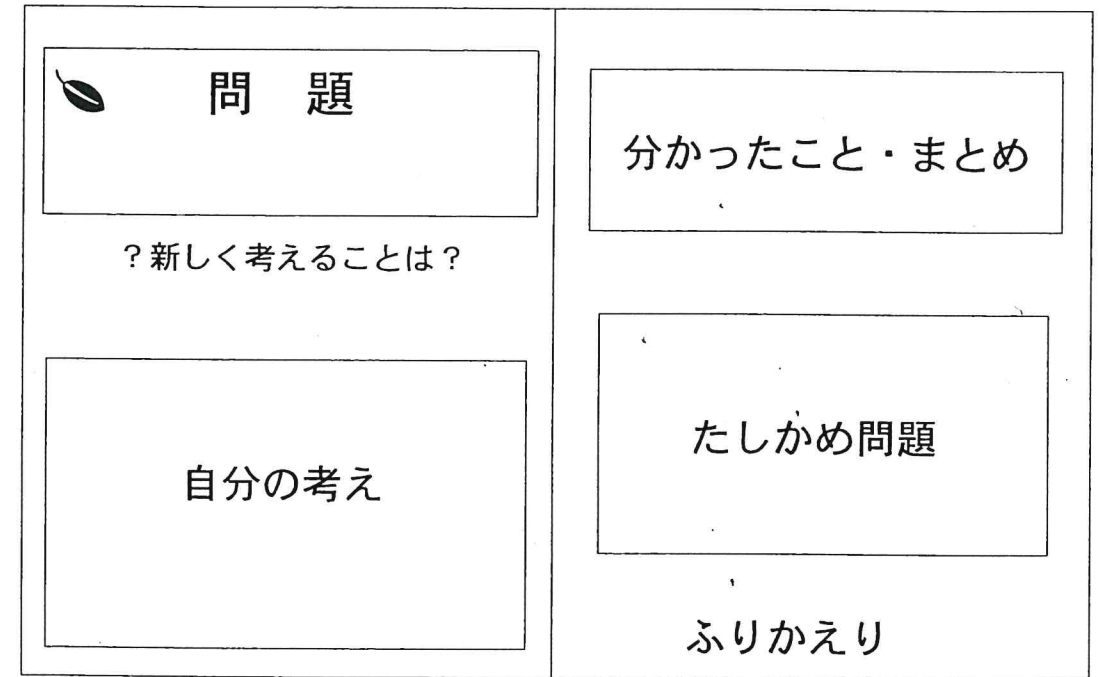 問　題
？新しく考えることは？
自分の考え
分かったこと・まとめ
たしかめ問題
ふりかえり